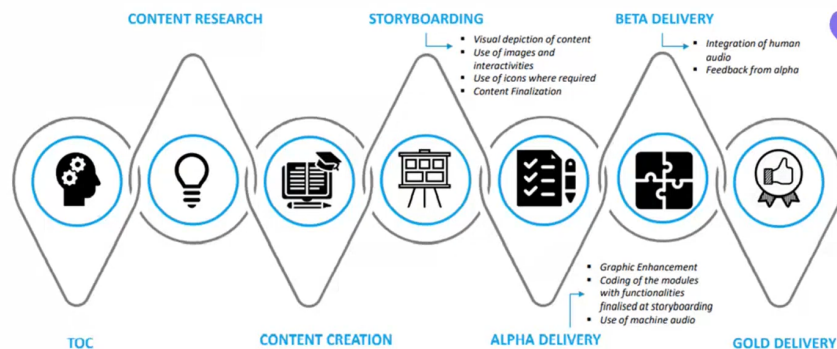 CONTENT RESEARCH
STORYBOARDING
▪ Visual depiction of content
▪ Use of images and
interactivities
▪ Use of icons where required
▪ Content Finalization
BETA DELIVERY
▪ Integration of human
audio
▪ Feedback from alpha
TOC
CONTENT CREATION
ALPHA DELIVERY
▪ Graphic Enhancement
▪ Coding of the modules
with functionalities
finalised at storyboarding
▪ Use of machine audio
GOLD DELIVERY